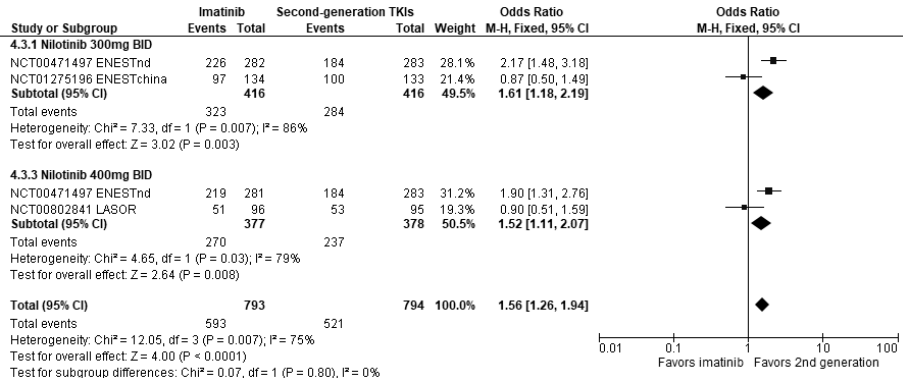 Imatinib Second-generation TKIs Odds Ratio Odds Ratio
Study or Subgroup Events Total Events Total Weight M-H, Fixed, 95% CI M-H, Fixed, 95% CI
4.3.1 Nilotinib 300mg BID
NCT00471497 ENESTnd 226 282 184 283 28.1% 2.17 [1.48, 3.18]
NCT01275196 ENESTchina 97 134 100 133 21.4% 0.87 [0.50, 1.49]
Subtotal (95% CI) 416 416 49.5% 1.61 [1.18, 2.19]
Total events 323 284
Heterogeneity: Chi² = 7.33, df = 1 (P = 0.007); I² = 86%
Test for overall effect: Z = 3.02 (P = 0.003)
4.3.3 Nilotinib 400mg BID
NCT00471497 ENESTnd 219 281 184 283 31.2% 1.90 [1.31, 2.76]
NCT00802841 LASOR 51 96 53 95 19.3% 0.90 [0.51, 1.59]
Subtotal (95% CI) 377 378 50.5% 1.52 [1.11, 2.07]
Total events 270 237
Heterogeneity: Chi² = 4.65, df = 1 (P = 0.03); I² = 79%
Test for overall effect: Z = 2.64 (P = 0.008)
Total (95% CI) 793 794 100.0% 1.56 [1.26, 1.94]
Total events 593 521
Heterogeneity: Chi² = 12.05, df = 3 (P = 0.007); I² = 75%
Test for overall effect: Z = 4.00 (P < 0.0001)
Test for subgroup differences: Chi² = 0.07, df = 1 (P = 0.80), I² = 0%
0.01 0.1 1 10 100
Favors imatinib Favors 2nd generation